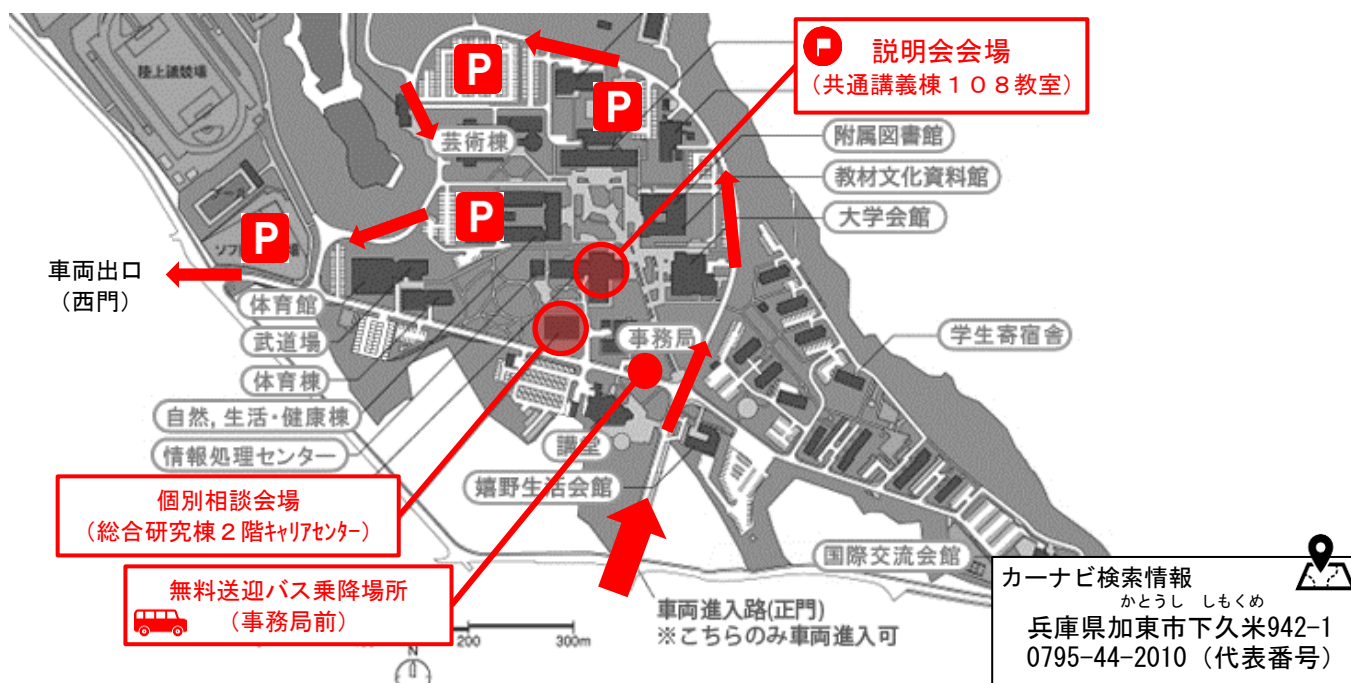 陸上競技場
P
P
説明会会場
（共通講義棟１０８教室）
芸術棟
附属図書館
教材文化資料館
大学会館
P
P
車両出口
（西門）
体育館
武道場
体育棟
自然，生活・健康棟
情報処理センター
事務局
学生寄宿舎
講堂
嬉野生活会館
個別相談会場
（総合研究棟２階ｷｬﾘｱｾﾝﾀｰ）
無料送迎バス乗降場所
（事務局前）
国際交流会館
車両進入路(正門)
※こちらのみ車両進入可
200
300m
N
カーナビ検索情報
かとうし しもくめ
兵庫県加東市下久米942-1
0795-44-2010（代表番号）